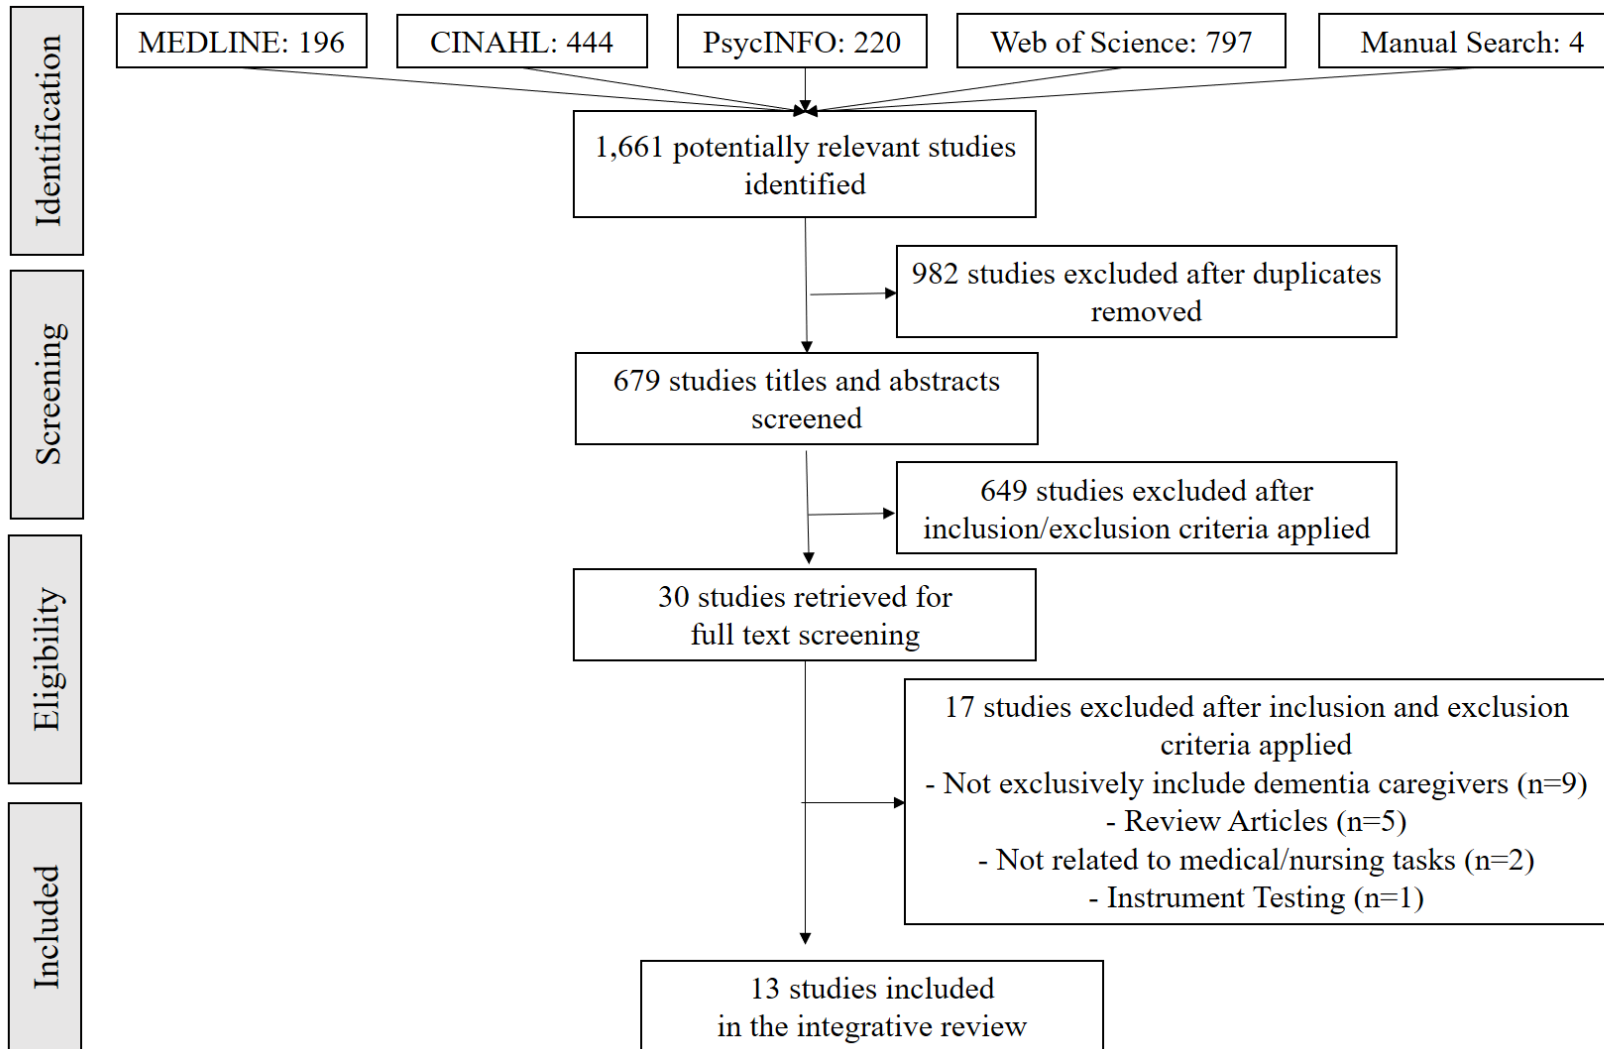 Identification
MEDLINE: 196
CINAHL: 444
PsycINFO: 220
Web of Science: 797
Manual Search: 4
1,661 potentially relevant studies
identified
982 studies excluded after duplicates
removed
Screening
679 studies titles and abstracts
screened
649 studies excluded after
inclusion/exclusion criteria applied
Eligibility
30 studies retrieved for
full text screening
17 studies excluded after inclusion and exclusion
criteria applied
- Not exclusively include dementia caregivers (n=9)
- Review Articles (n=5)
- Not related to medical/nursing tasks (n=2)
- Instrument Testing (n=1)
Included
13 studies included
in the integrative review